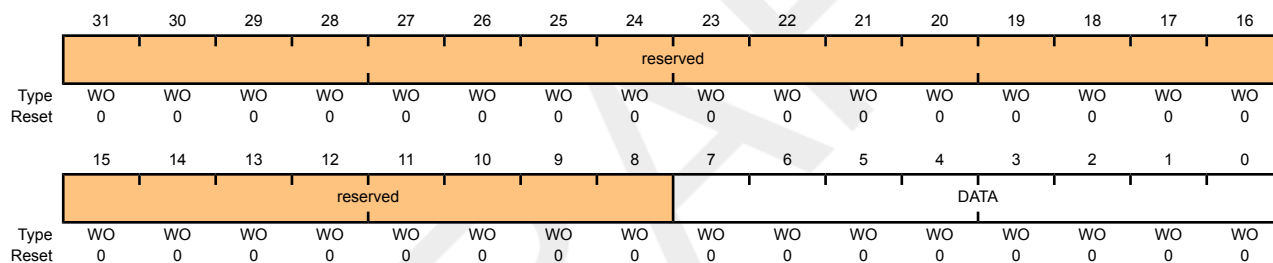 31 30 29 28 27 26 25 24 23 22 21 20 19 18 17 16
reserved
Type WO WO WO WO WO WO WO WO WO WO WO WO WO WO WO WO
Reset 0 0 0 0 0 0 0 0 0 0 0 0 0 0 0 0
15 14 13 12 11 10 9 8 7 6 5 4 3 2 1 0
reserved DATA
Type WO WO WO WO WO WO WO WO WO WO WO WO WO WO WO WO
Reset 0 0 0 0 0 0 0 0 0 0 0 0 0 0 0 0